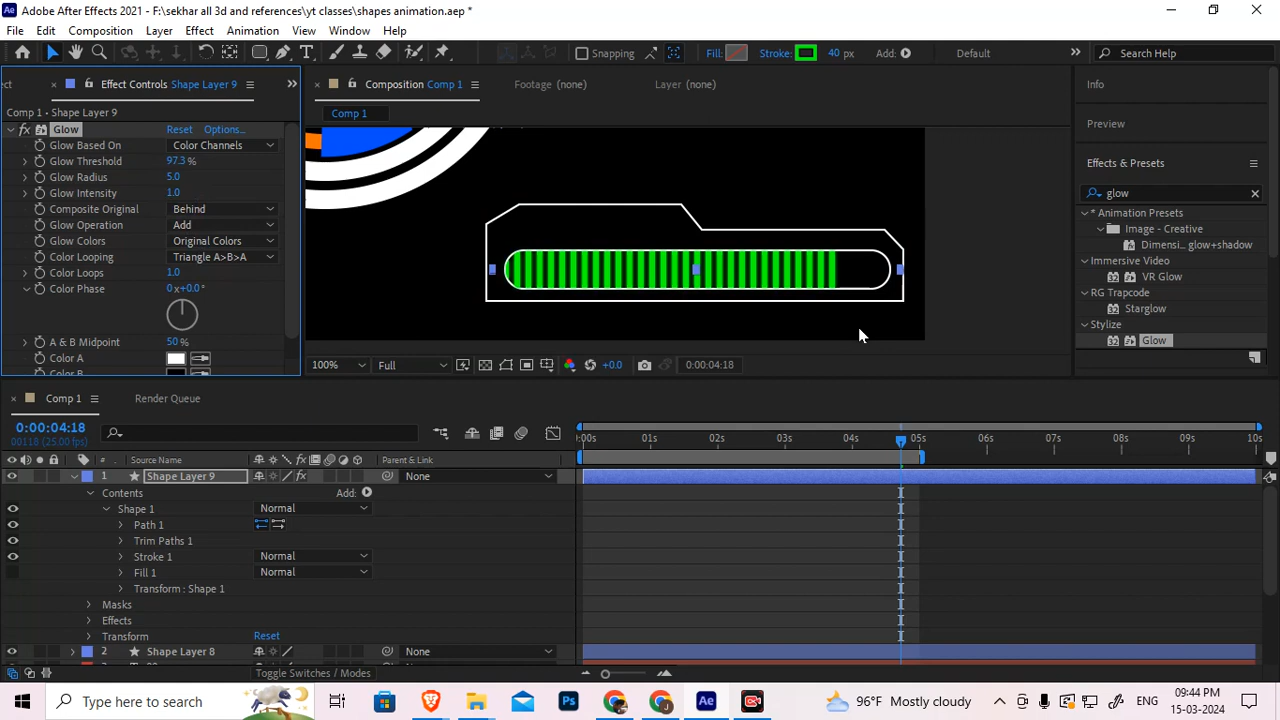 Adobe After Effects 2021 - F:\sekhar all 3d and references\yt classes\shapes animation.aep *
File Edit Composition Layer Effect Animation View Window Help
Snapping Fill: Stroke: 40 px Add: Default Search Help
Effect Controls Shape Layer 9 Composition Comp 1 Footage (none) Layer (none) Info
Comp 1 • Shape Layer 9 Comp 1
fx Glow Reset Options... Preview
Glow Based On Color Channels
Glow Threshold 97.3 %
Glow Radius 5.0
Glow Intensity 1.0
Composite Original Behind
Glow Operation Add
Glow Colors Original Colors
Color Looping Triangle A>B>A
Color Loops 1.0
Color Phase 0x+0.0°
A & B Midpoint 50 %
Color A
Color B
Effects & Presets
glow
* Animation Presets
Image - Creative
Dimensi... glow+shadow
Immersive Video
VR Glow
RG Trapcode
Starglow
Stylize
Glow
100% Full +0.0 0:00:04:18
Comp 1 Render Queue
0:00:04:18
00118 (25.00 fps)
:00s 01s 02s 03s 04s 05s 06s 07s 08s 09s 10s
# Source Name Parent & Link
1 Shape Layer 9 None
Contents Add:
Shape 1 Normal
Path 1
Trim Paths 1
Stroke 1 Normal
Fill 1 Normal
Transform : Shape 1
Masks
Effects
Transform Reset
2 Shape Layer 8 None
Toggle Switches / Modes
Type here to search 96°F Mostly cloudy ENG 09:44 PM
15-03-2024